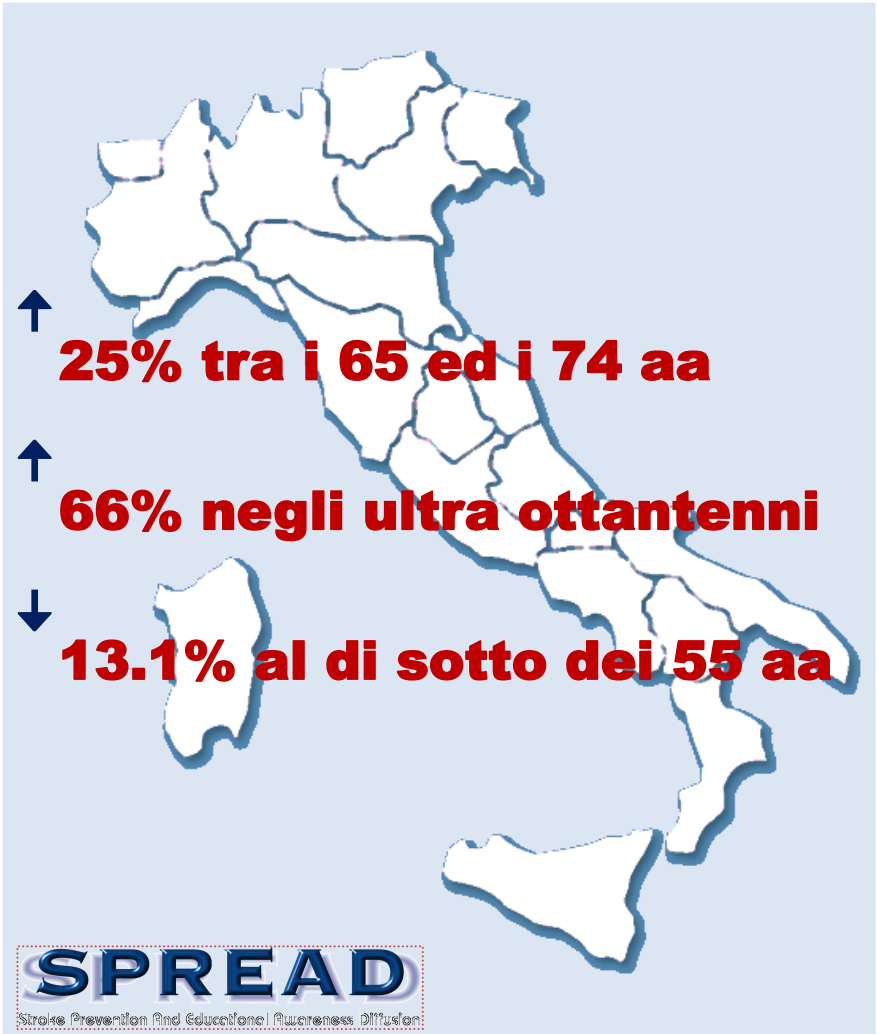 25% tra i 65 ed i 74 aa
66% negli ultra ottantenni
13.1% al di sotto dei 55 aa
SPREAD
Stroke Prevention And Educational Awareness Diffusion